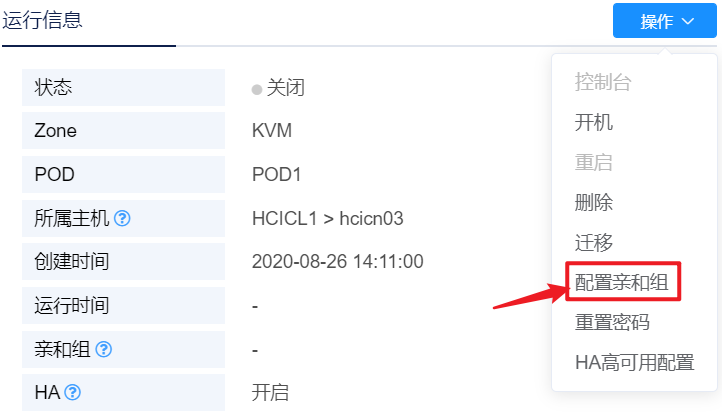 运行信息
操作
状态 关闭
Zone KVM
POD POD1
所属主机 HCICL1 > hcicn03
创建时间 2020-08-26 14:11:00
运行时间 -
亲和组 -
HA 开启
控制台
开机
重启
删除
迁移
配置亲和组
重置密码
HA高可用配置